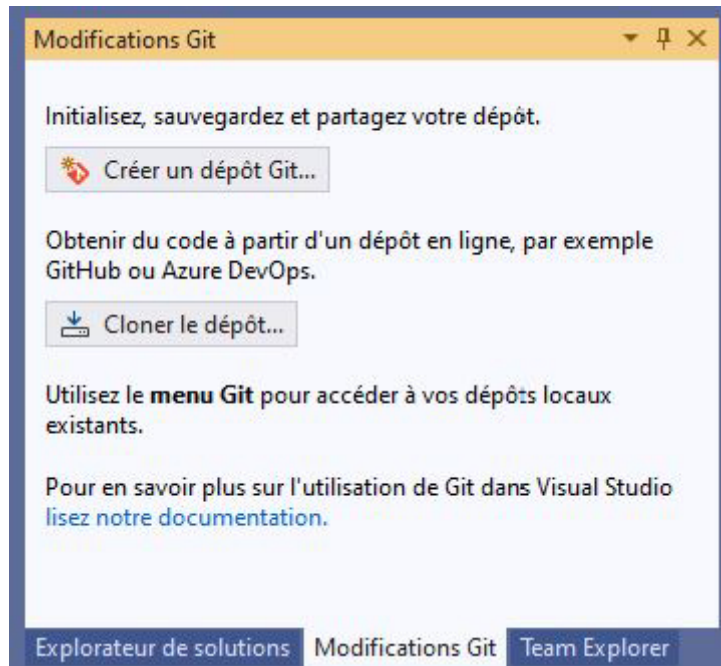 Modifications Git
Initialisez, sauvegardez et partagez votre dépôt.
Créer un dépôt Git...
Obtenir du code à partir d'un dépôt en ligne, par exemple
GitHub ou Azure DevOps.
Cloner le dépôt...
Utilisez le menu Git pour accéder à vos dépôts locaux
existants.
Pour en savoir plus sur l'utilisation de Git dans Visual Studio
lisez notre documentation.
Explorateur de solutions Modifications Git Team Explorer